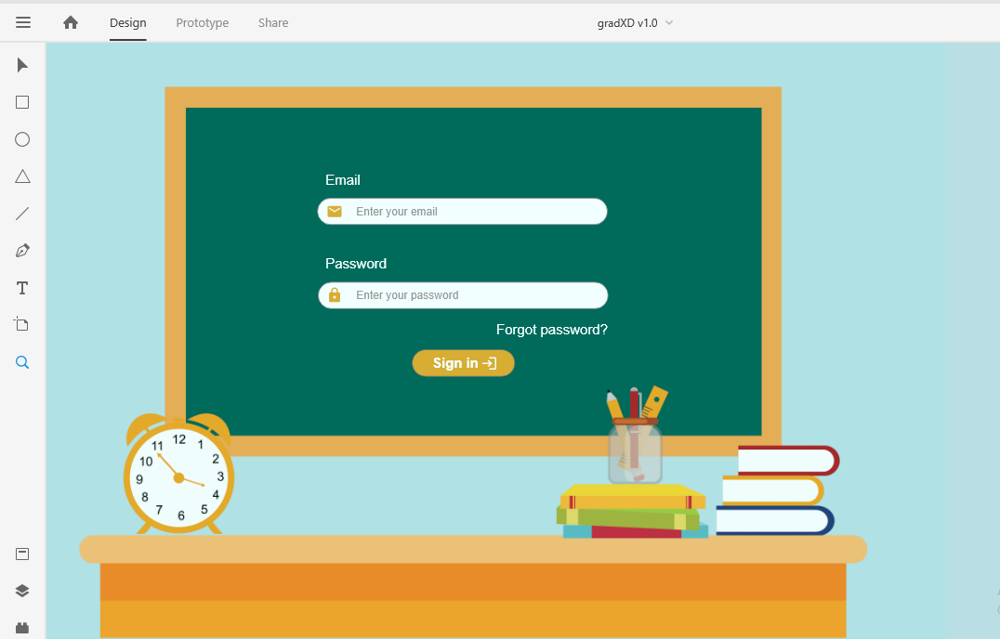 Design Prototype Share gradXD v1.0
Email
Enter your email
Password
Enter your password
Forgot password?
Sign in
12
11 1
10 2
9 3
8 4
7 5
6